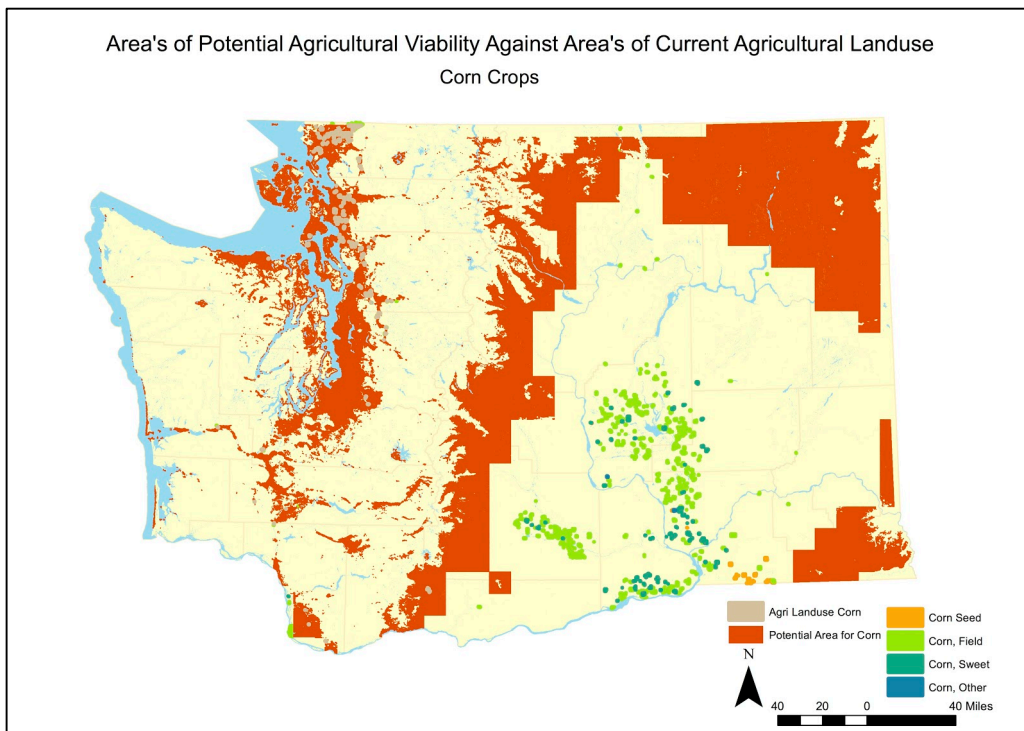 Area's of Potential Agricultural Viability Against Area's of Current Agricultural Landuse
Corn Crops
Agri Landuse Corn
Potential Area for Corn
Corn Seed
Corn, Field
Corn, Sweet
Corn, Other
N
40 20 0 40 Miles